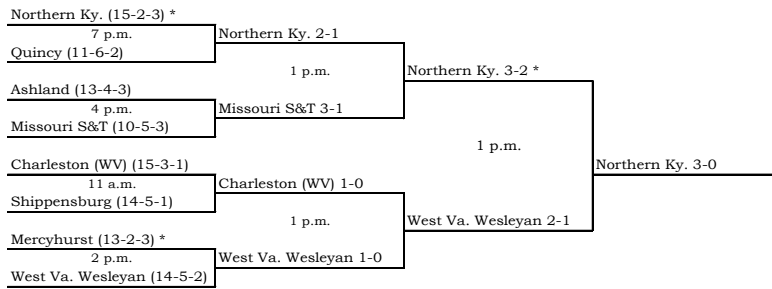 Northern Ky. (15-2-3) *
7 p.m.
Quincy (11-6-2)
Northern Ky. 2-1
1 p.m.
Ashland (13-4-3)
4 p.m.
Missouri S&T (10-5-3)
Missouri S&T 3-1
Northern Ky. 3-2 *
1 p.m.
Charleston (WV) (15-3-1)
11 a.m.
Shippensburg (14-5-1)
Charleston (WV) 1-0
1 p.m.
Mercyhurst (13-2-3) *
2 p.m.
West Va. Wesleyan (14-5-2)
West Va. Wesleyan 1-0
West Va. Wesleyan 2-1
Northern Ky. 3-0